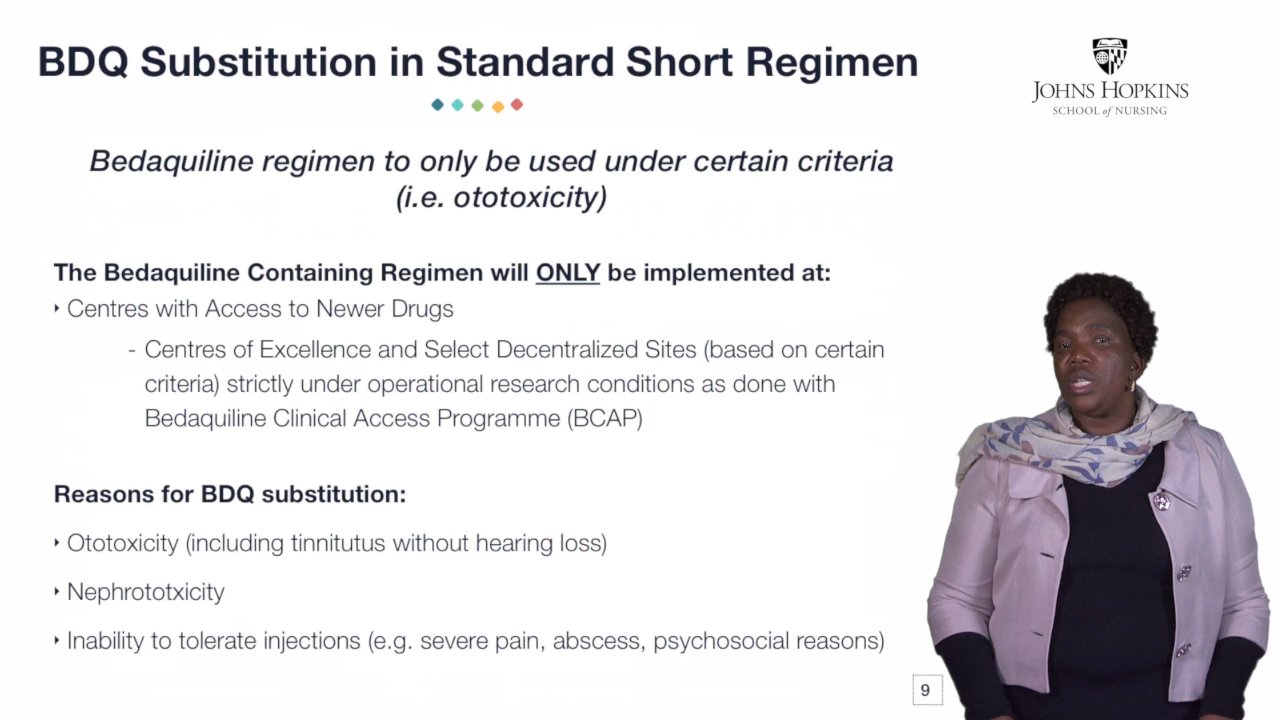 BDQ Substitution in Standard Short Regimen
JOHNS HOPKINS
SCHOOL of NURSING
Bedaquiline regimen to only be used under certain criteria
(i.e. ototoxicity)
The Bedaquiline Containing Regimen will ONLY be implemented at:
‣ Centres with Access to Newer Drugs
- Centres of Excellence and Select Decentralized Sites (based on certain
criteria) strictly under operational research conditions as done with
Bedaquiline Clinical Access Programme (BCAP)
Reasons for BDQ substitution:
‣ Ototoxicity (including tinnitutus without hearing loss)
‣ Nephrototxicity
‣ Inability to tolerate injections (e.g. severe pain, abscess, psychosocial reasons)
9